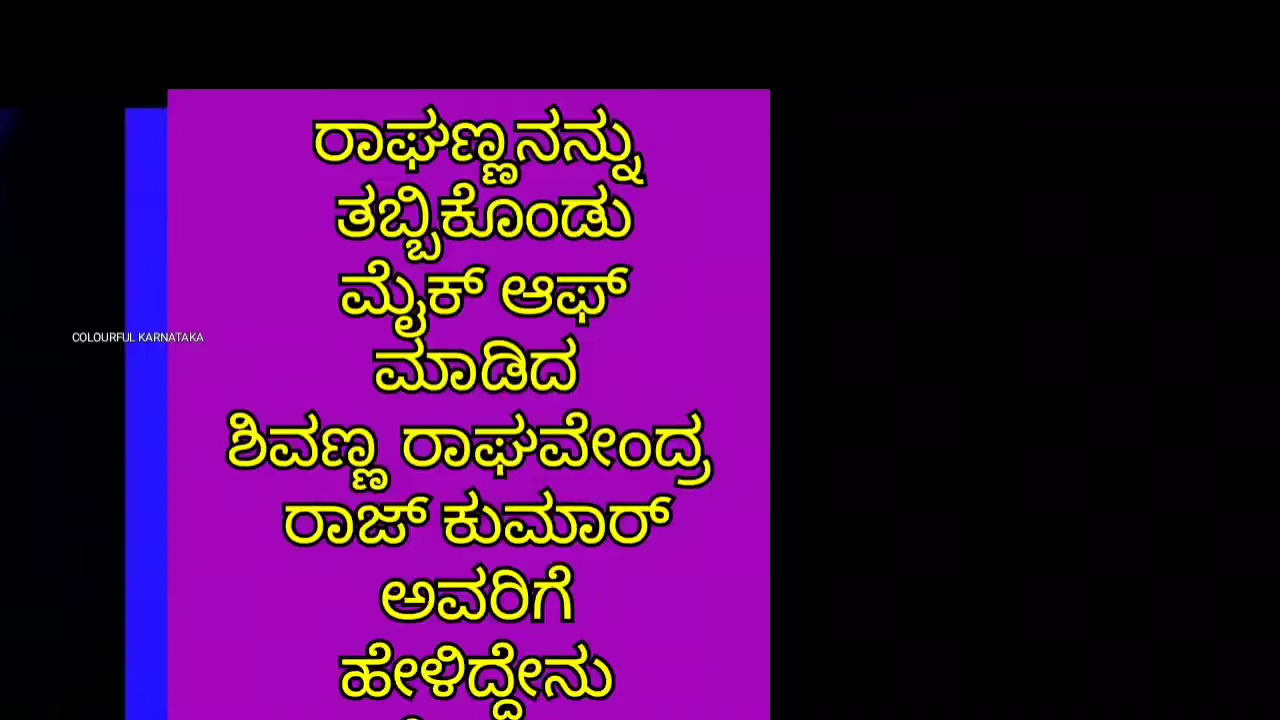 ರಾಘಣ್ಣನನ್ನು
ತಬ್ಬಿಕೊಂಡು
ಮೈಕ್ ಆಫ್
COLOURFUL KARNATAKA
ಮಾಡಿದ
ಶಿವಣ್ಣ ರಾಘವೇಂದ್ರ
ರಾಜ್ ಕುಮಾರ್
ಅವರಿಗೆ
ಹೇಳಿದ್ದೇನು